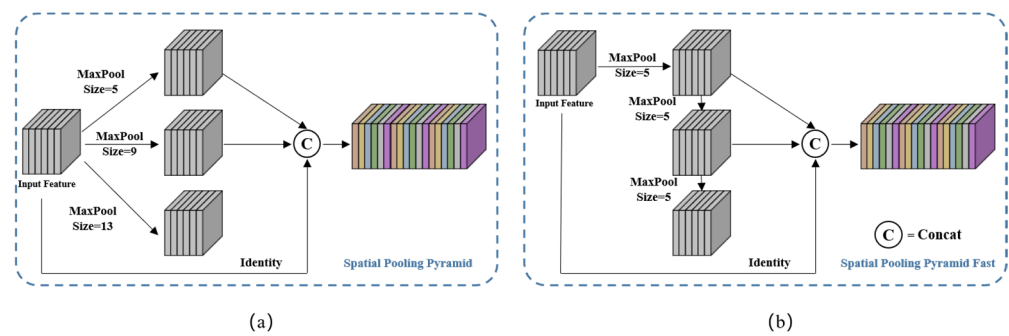 MaxPool
Size=5
MaxPool
Size=9
MaxPool
Size=13
Input Feature
C
Identity
Spatial Pooling Pyramid
(a)
Input Feature
MaxPool
Size=5
MaxPool
Size=5
MaxPool
Size=5
C
C = Concat
Identity
Spatial Pooling Pyramid Fast
(b)